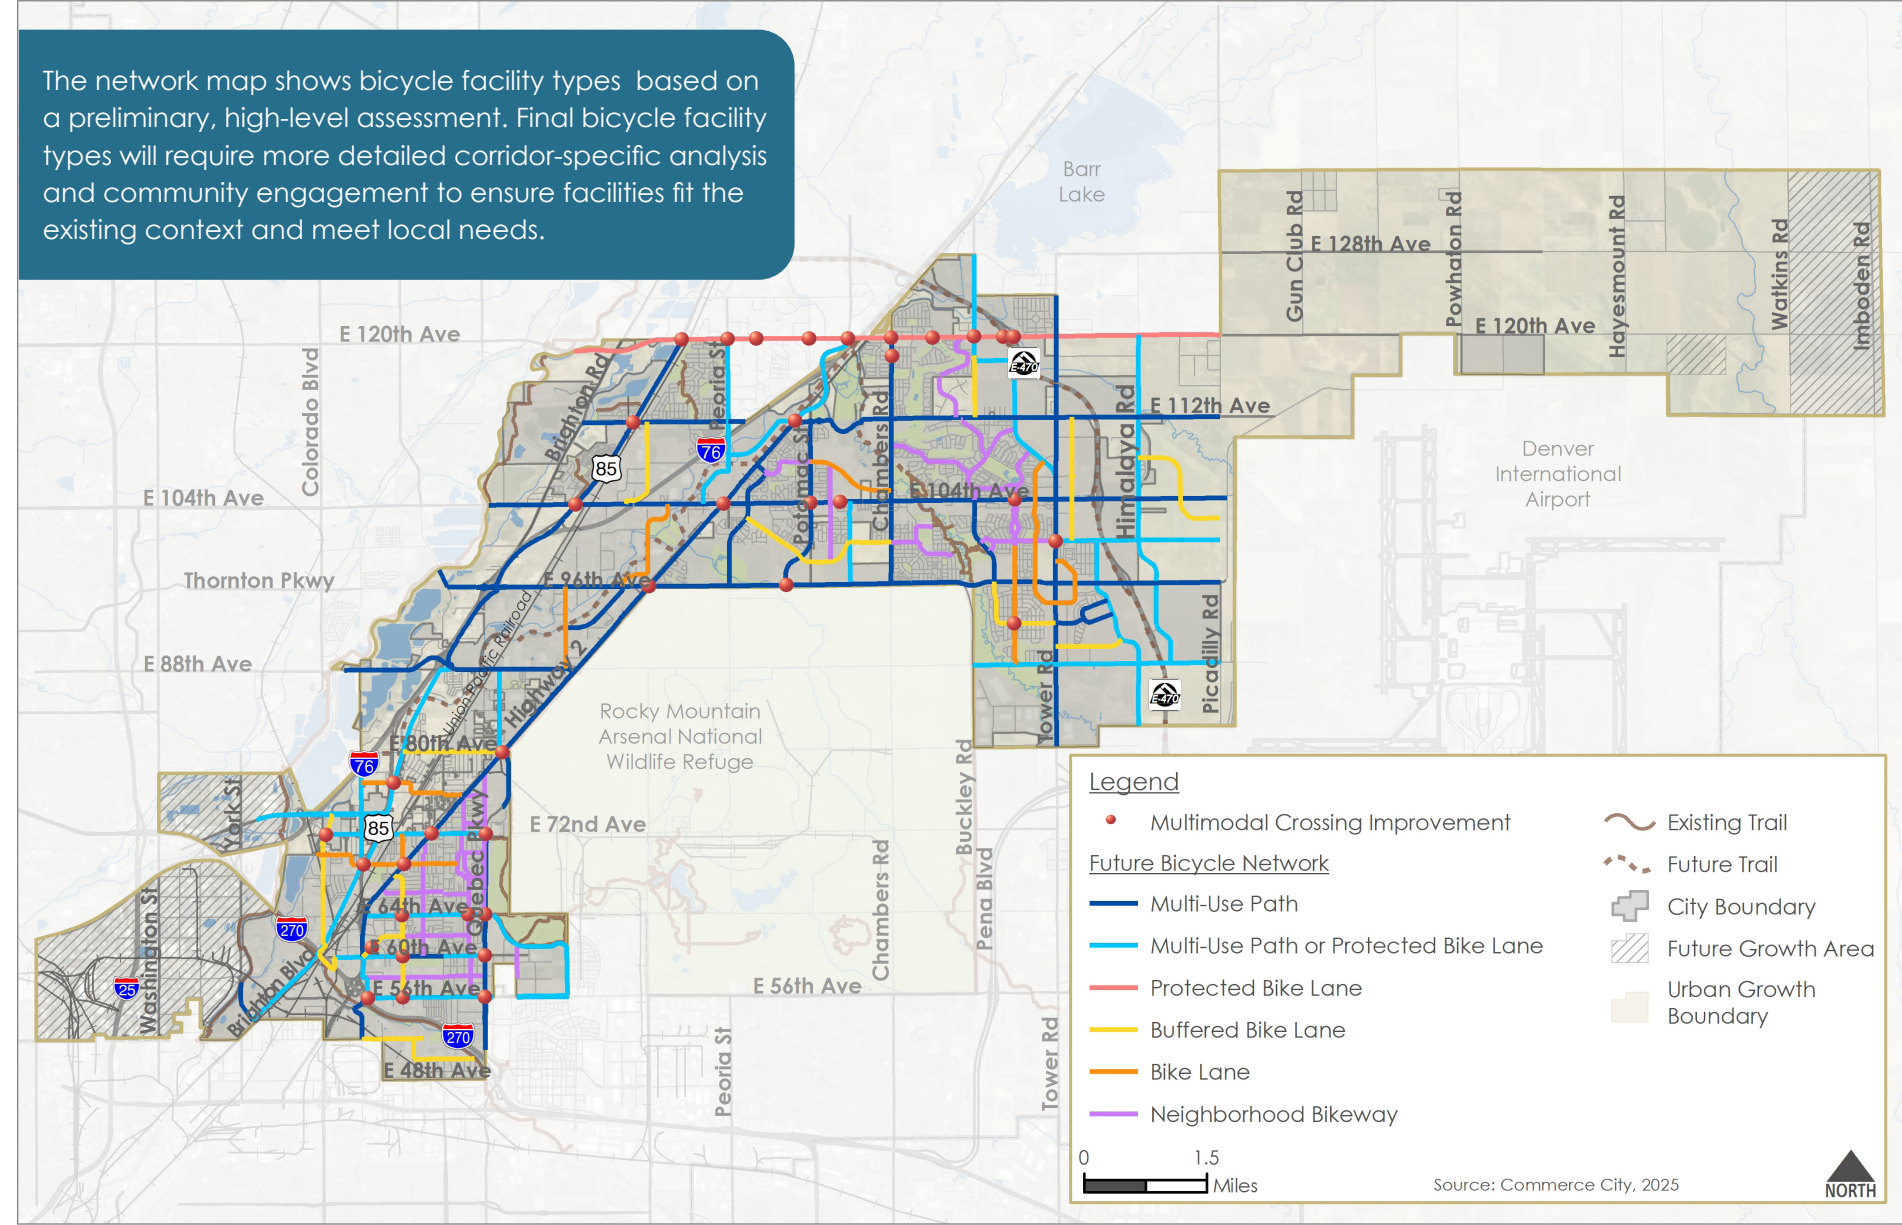 The network map shows bicycle facility types based on
a preliminary, high-level assessment. Final bicycle facility
types will require more detailed corridor-specific analysis
and community engagement to ensure facilities fit the
existing context and meet local needs.
Barr
Lake
Gun Club Rd
E 128th Ave
Powhaton Rd
Hayesmount Rd
Watkins Rd
Imboden Rd
E 120th Ave
E 120th Ave
Colorado Blvd
Brighton Rd
Peoria St
E-470
Himalaya Rd
E 112th Ave
76
85
Potomac St
Chambers Rd
E 104th Ave
E 104th Ave
Denver
International
Airport
Thornton Pkwy
E 96th Ave
Union Pacific Railroad
Picadilly Rd
E 88th Ave
Highway 2
Tower Rd
E-470
Rocky Mountain
Arsenal National
Wildlife Refuge
E 80th Ave
76
York St
85
Quebec Pkwy
E 72nd Ave
Buckley Rd
Chambers Rd
Pena Blvd
Washington St
E 64th Ave
270
E 60th Ave
25
Brighton Blvd
E 56th Ave
E 56th Ave
270
E 48th Ave
Peoria St
Tower Rd
Legend
Multimodal Crossing Improvement
Future Bicycle Network
Multi-Use Path
Multi-Use Path or Protected Bike Lane
Protected Bike Lane
Buffered Bike Lane
Bike Lane
Neighborhood Bikeway
Existing Trail
Future Trail
City Boundary
Future Growth Area
Urban Growth
Boundary
0 1.5
Miles
Source: Commerce City, 2025
NORTH